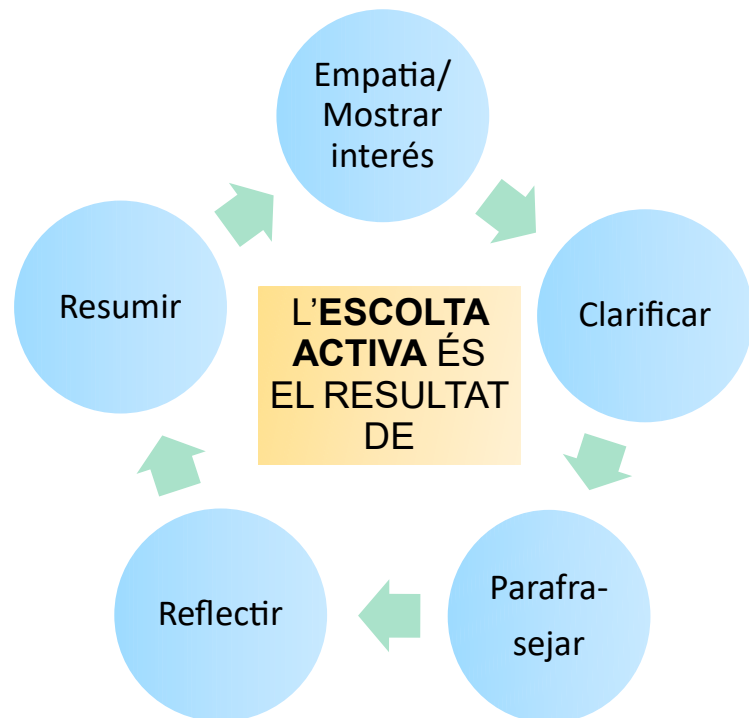 Empatia/
Mostrar
interés
Clarificar
Parafra-
sejar
Reflectir
Resumir
L’ESCOLTA
ACTIVA ÉS
EL RESULTAT
DE